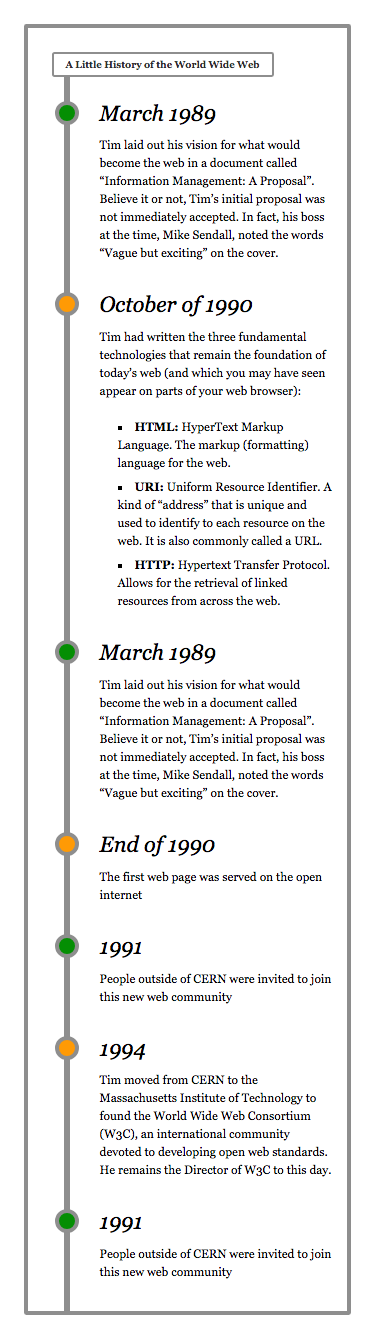 A Little History of the World Wide Web
March 1989
Tim laid out his vision for what would
become the web in a document called
“Information Management: A Proposal”.
Believe it or not, Tim’s initial proposal was
not immediately accepted. In fact, his boss
at the time, Mike Sendall, noted the words
“Vague but exciting” on the cover.
October of 1990
Tim had written the three fundamental
technologies that remain the foundation of
today’s web (and which you may have seen
appear on parts of your web browser):
▪ HTML: HyperText Markup
Language. The markup (formatting)
language for the web.
▪ URI: Uniform Resource Identifier. A
kind of “address” that is unique and
used to identify to each resource on the
web. It is also commonly called a URL.
▪ HTTP: Hypertext Transfer Protocol.
Allows for the retrieval of linked
resources from across the web.
March 1989
Tim laid out his vision for what would
become the web in a document called
“Information Management: A Proposal”.
Believe it or not, Tim’s initial proposal was
not immediately accepted. In fact, his boss
at the time, Mike Sendall, noted the words
“Vague but exciting” on the cover.
End of 1990
The first web page was served on the open
internet
1991
People outside of CERN were invited to join
this new web community
1994
Tim moved from CERN to the
Massachusetts Institute of Technology to
found the World Wide Web Consortium
(W3C), an international community
devoted to developing open web standards.
He remains the Director of W3C to this day.
1991
People outside of CERN were invited to join
this new web community